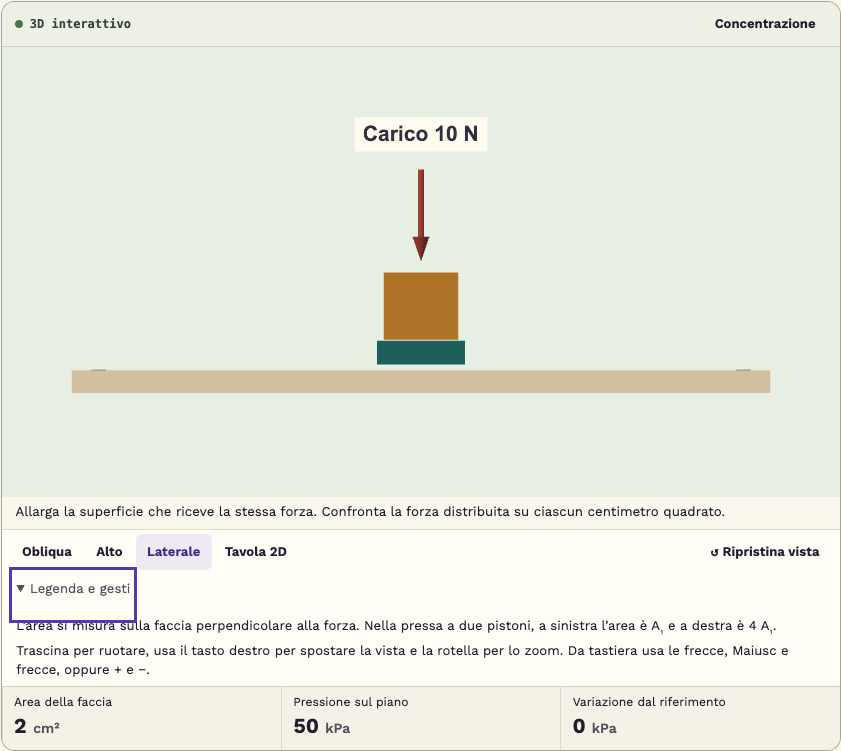 3D interattivo
Concentrazione
Carico 10 N
Allarga la superficie che riceve la stessa forza. Confronta la forza distribuita su ciascun centimetro quadrato.
Obliqua Alto Laterale Tavola 2D ↺ Ripristina vista
▼ Legenda e gesti
L'area si misura sulla faccia perpendicolare alla forza. Nella pressa a due pistoni, a sinistra l’area è A₁ e a destra è 4 A₁.
Trascina per ruotare, usa il tasto destro per spostare la vista e la rotella per lo zoom. Da tastiera usa le frecce, Maiusc e
frecce, oppure + e −.
Area della faccia Pressione sul piano Variazione dal riferimento
2 cm² 50 kPa 0 kPa